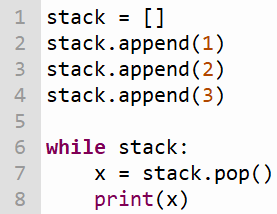 1 stack = []
2 stack.append(1)
3 stack.append(2)
4 stack.append(3)
5
6 while stack:
7     x = stack.pop()
8     print(x)